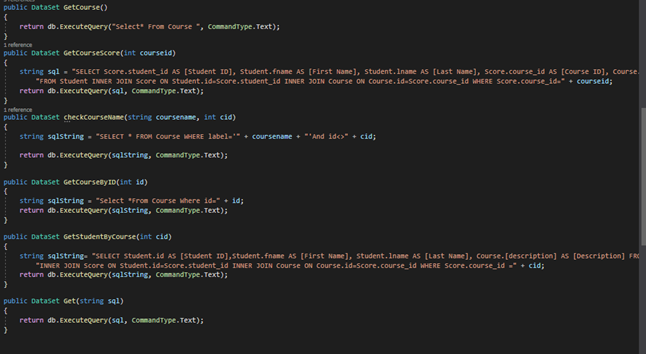 public DataSet GetCourse()
{
return db.ExecuteQuery("Select* From Course ", CommandType.Text);
}
1 reference
public DataSet GetCourseScore(int courseid)
{
string sql = "SELECT Score.student_id AS [Student ID], Student.fname AS [First Name], Student.lname AS [Last Name], Score.course_id AS [Course ID], Course.
"FROM Student INNER JOIN Score ON Student.id=Score.student_id INNER JOIN Course ON Course.id=Score.course_id WHERE Score.course_id=" + courseid;
return db.ExecuteQuery(sql, CommandType.Text);
}
1 reference
public DataSet checkCourseName(string coursename, int cid)
{
string sqlString = "SELECT * FROM Course WHERE label='" + coursename + "'And id<>" + cid;
return db.ExecuteQuery(sqlString, CommandType.Text);
}
public DataSet GetCourseByID(int id)
{
string sqlString = "Select *From Course Where id=" + id;
return db.ExecuteQuery(sqlString, CommandType.Text);
}
public DataSet GetStudentByCourse(int cid)
{
string sqlString= "SELECT Student.id AS [Student ID],Student.fname AS [First Name], Student.lname AS [Last Name], Course.[description] AS [Description] FRO
"INNER JOIN Score ON Student.id=Score.student_id INNER JOIN Course ON Course.id=Score.course_id WHERE Score.course_id =" + cid;
return db.ExecuteQuery(sqlString, CommandType.Text);
}
public DataSet Get(string sql)
{
return db.ExecuteQuery(sql, CommandType.Text);
}